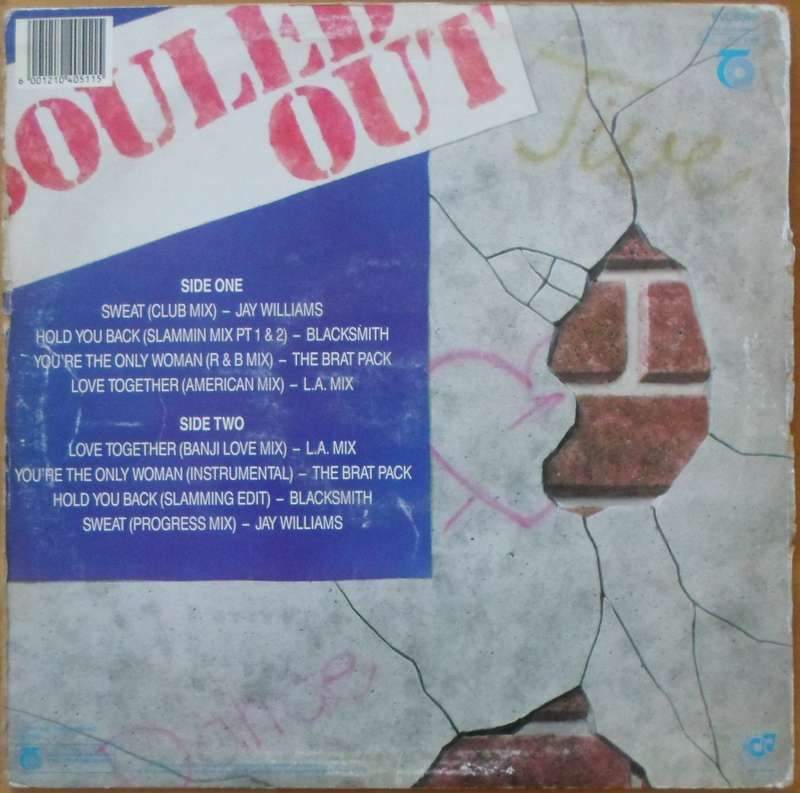 SOULED
OUT
6 001210 405115
Jive
SIDE ONE
SWEAT (CLUB MIX) – JAY WILLIAMS
HOLD YOU BACK (SLAMMIN MIX PT 1 & 2) – BLACKSMITH
YOU'RE THE ONLY WOMAN (R & B MIX) – THE BRAT PACK
LOVE TOGETHER (AMERICAN MIX) – L.A. MIX
SIDE TWO
LOVE TOGETHER (BANJI LOVE MIX) – L.A. MIX
YOU'RE THE ONLY WOMAN (INSTRUMENTAL) – THE BRAT PACK
HOLD YOU BACK (SLAMMING EDIT) – BLACKSMITH
SWEAT (PROGRESS MIX) – JAY WILLIAMS
Dance